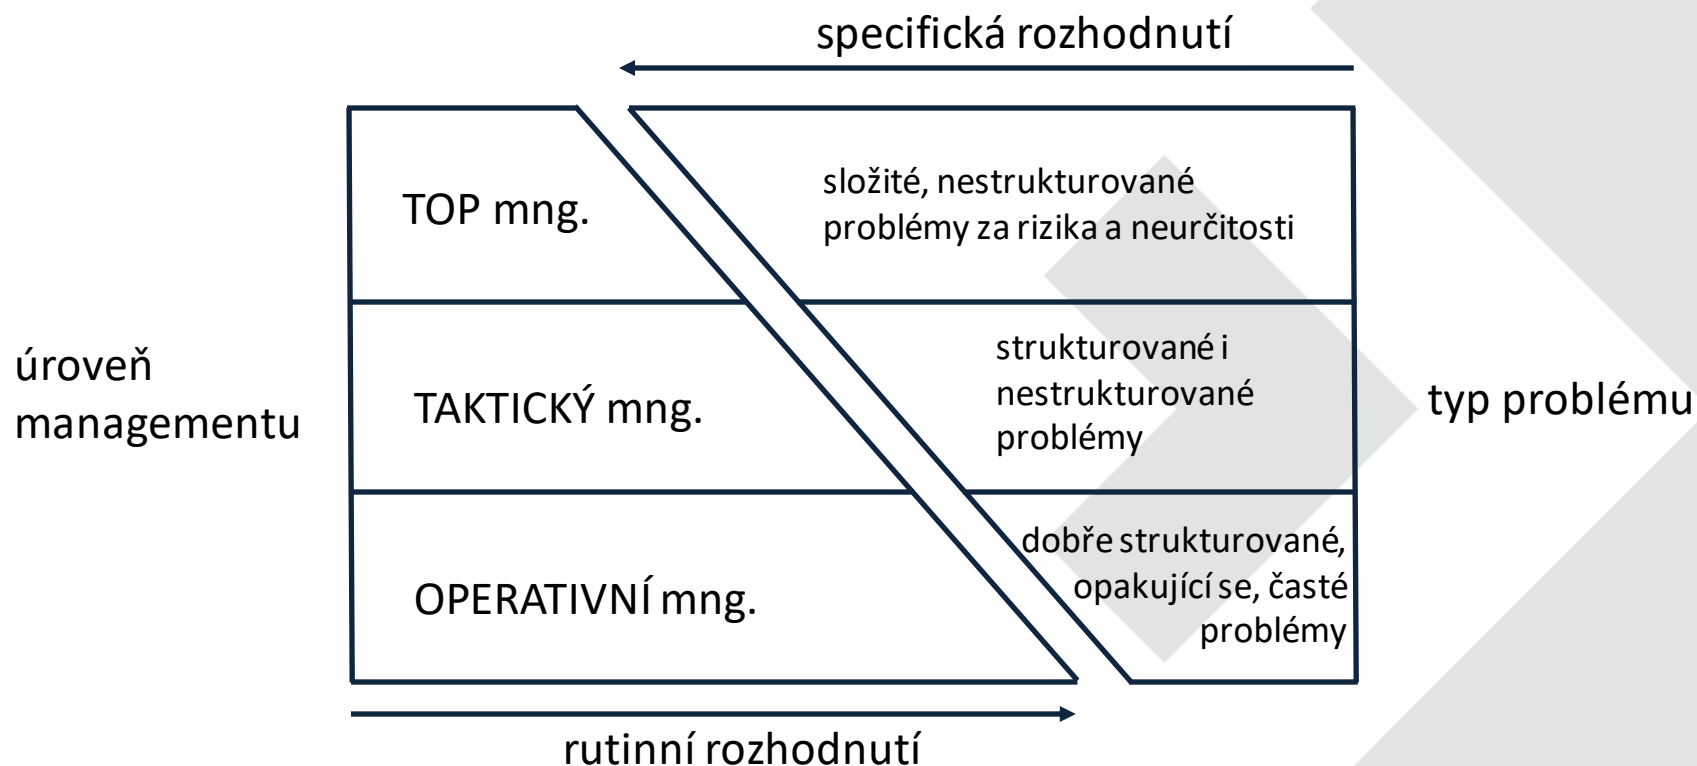 specifická rozhodnutí
TOP mng.
složité, nestrukturované
problémy za rizika a neurčitosti
úroveň
managementu
TAKTICKÝ mng.
strukturované i
nestrukturované
problémy
typ problému
OPERATIVNÍ mng.
dobře strukturované,
opakující se, časté
problémy
rutinní rozhodnutí